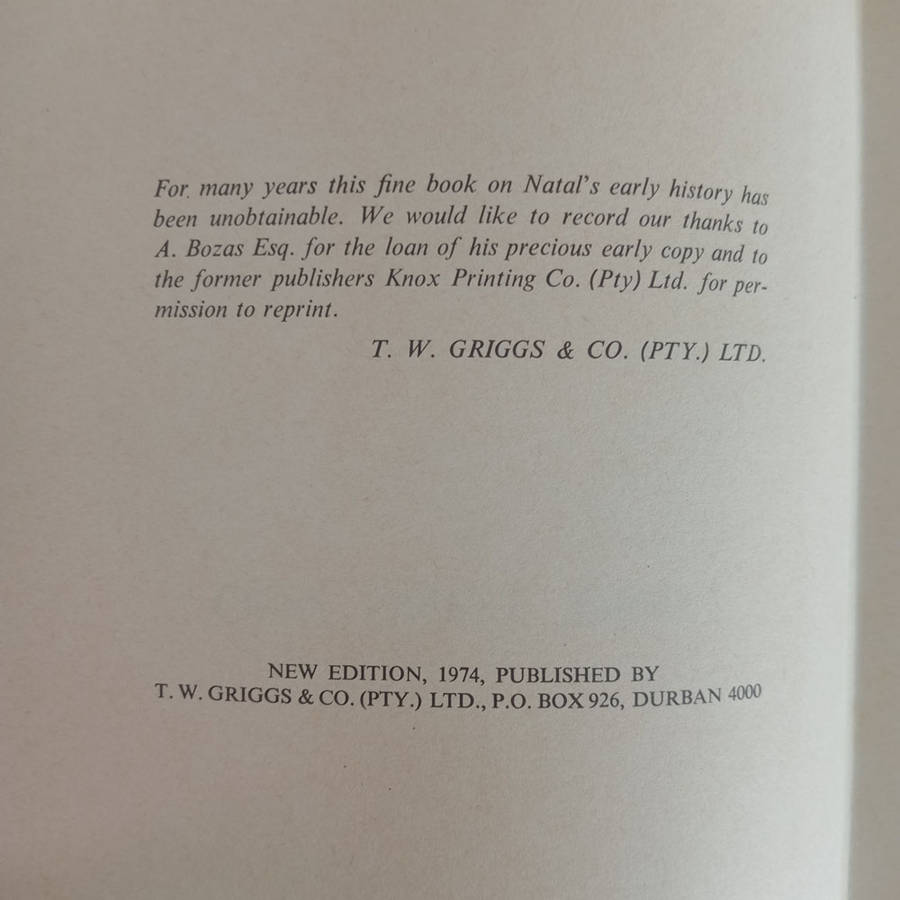 For many years this fine book on Natal's early history has
been unobtainable. We would like to record our thanks to
A. Bozas Esq. for the loan of his precious early copy and to
the former publishers Knox Printing Co. (Pty) Ltd. for per-
mission to reprint.
T. W. GRIGGS & CO. (PTY.) LTD.
NEW EDITION, 1974, PUBLISHED BY
T. W. GRIGGS & CO. (PTY.) LTD., P.O. BOX 926, DURBAN 4000